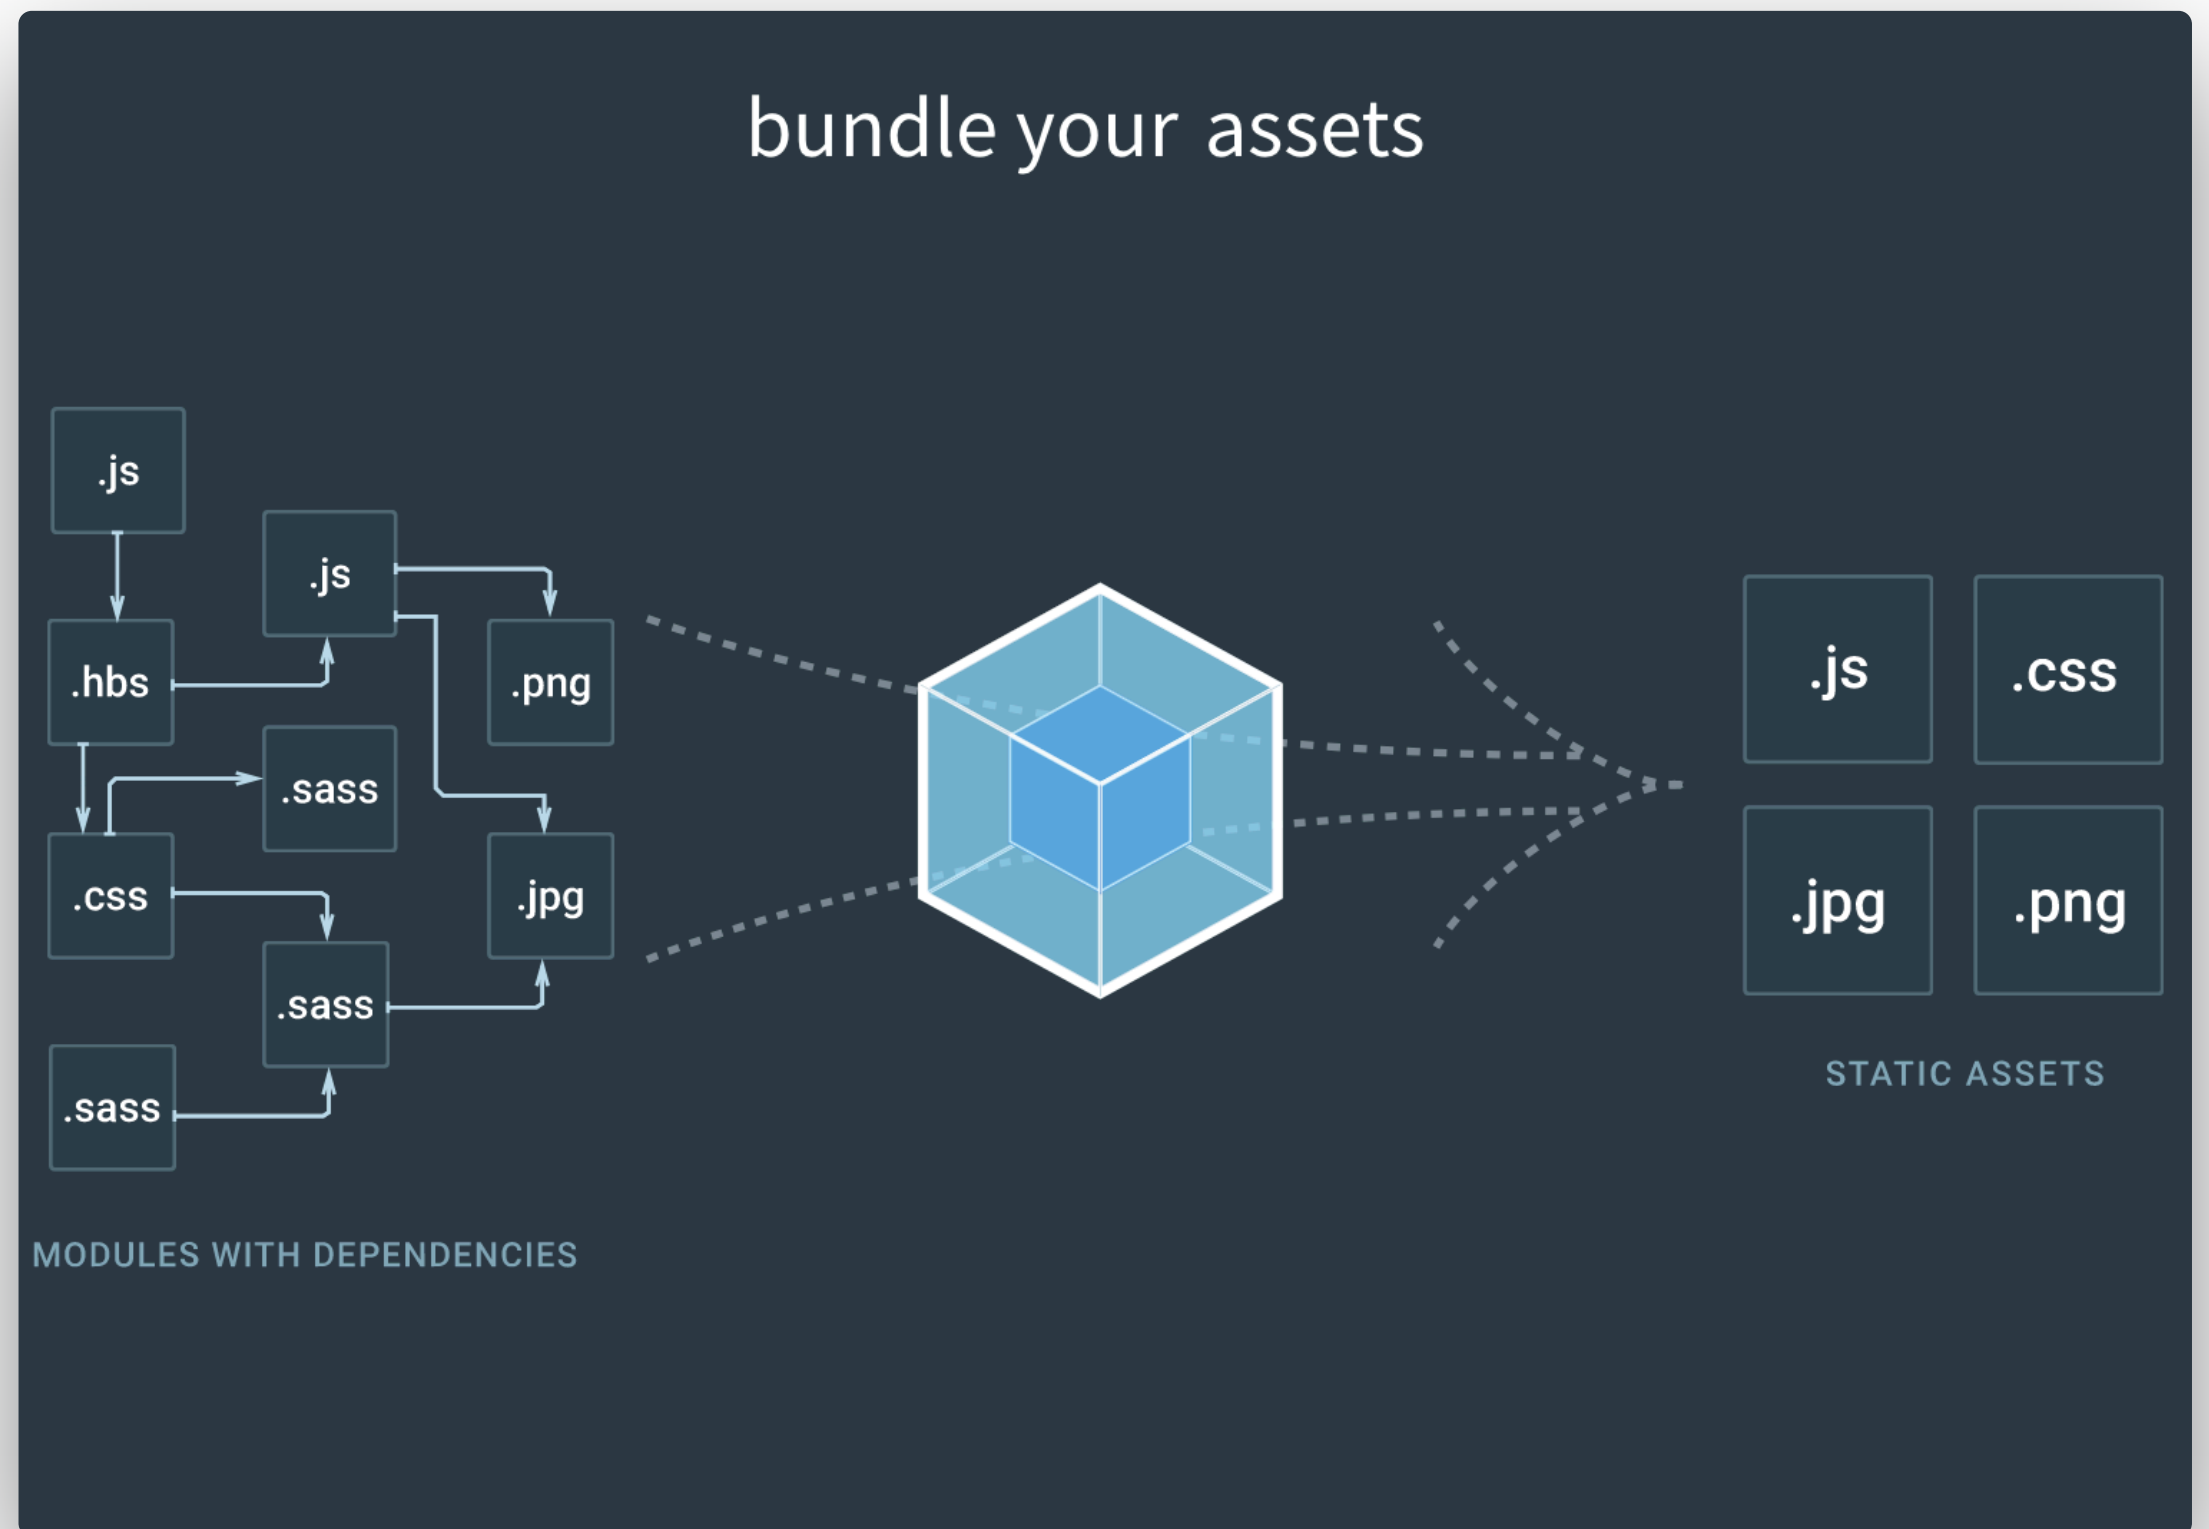 bundle your assets
.js
.js
.hbs
.png
.sass
.css
.jpg
.sass
.sass
MODULES WITH DEPENDENCIES
.js
.css
.jpg
.png
STATIC ASSETS